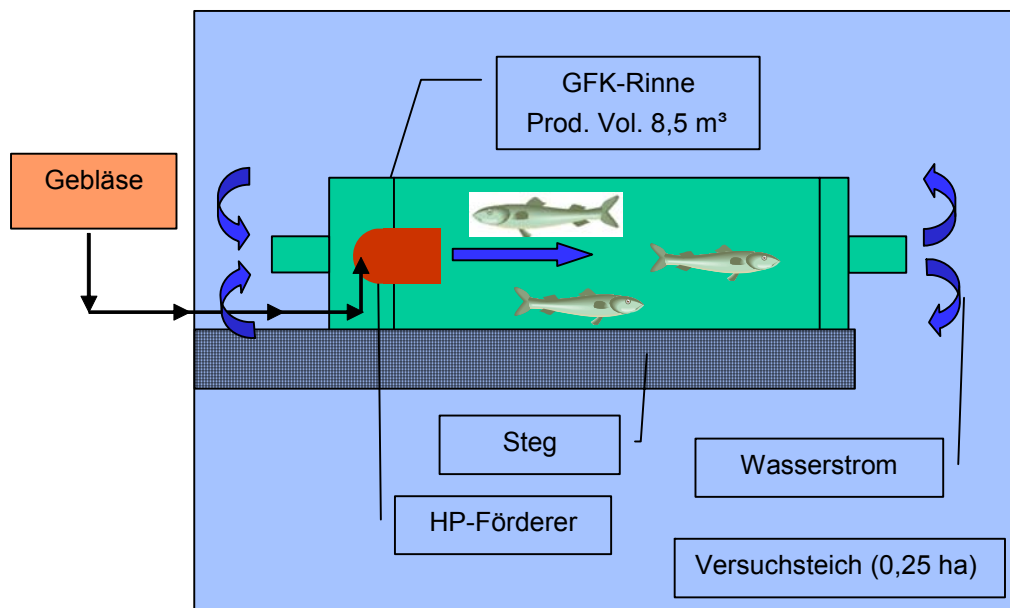 GFK-Rinne
Prod. Vol. 8,5 m³
Gebläse
Steg
Wasserstrom
HP-Förderer
Versuchsteich (0,25 ha)